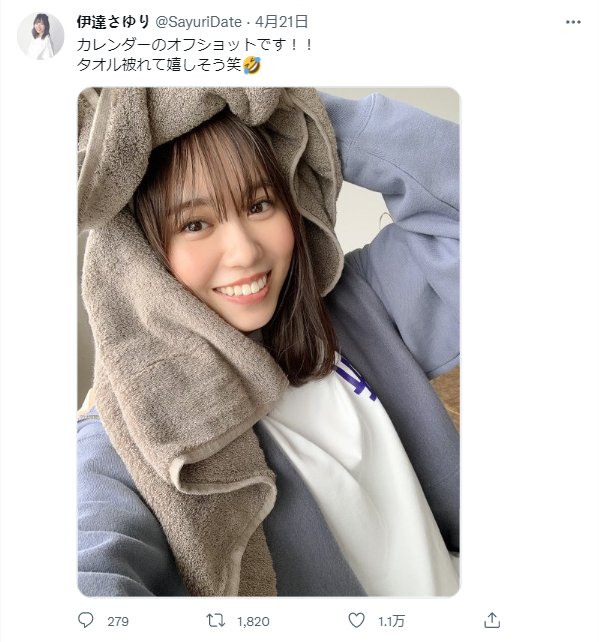 伊達さゆり @SayuriDate · 4月21日
カレンダーのオフショットです！！
タオル被れて嬉しそう笑🤣
279 1,820 1.1万